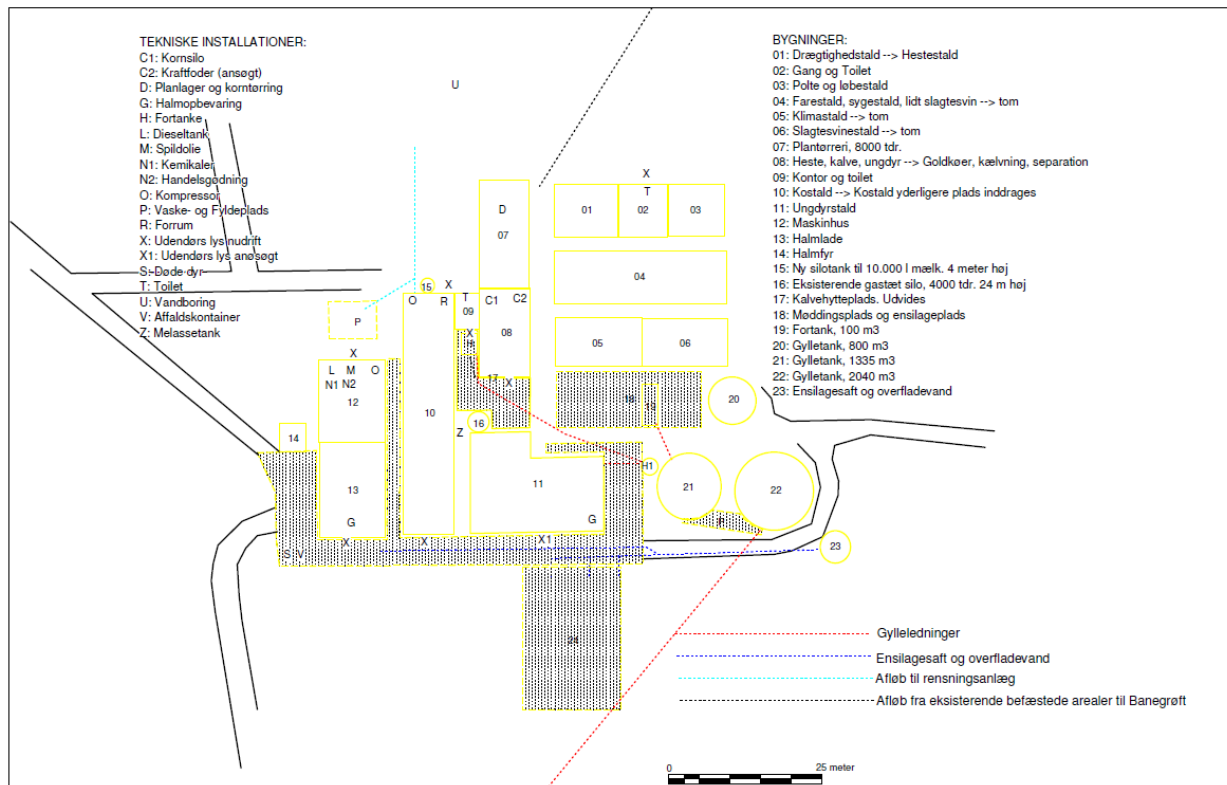 TEKNISKE INSTALLATIONER:
C1: Kornsilo
C2: Kraftfoder (ansøgt)
D: Planlager og korntørring
G: Halmopbevaring
H: Fortanke
L: Dieseltank
M: Spildolie
N1: Kemikaler
N2: Handelsgødning
O: Kompressor
P: Vaske- og Fyldeplads
R: Forrum
X: Udendørs lys nudrift
X1: Udendørs lys ansøgt
S: Døde dyr
T: Toilet
U: Vandboring
V: Affaldskontainer
Z: Melassetank
BYGNINGER:
01: Drægtighedstald --> Hestestald
02: Gang og Toilet
03: Polte og løbestald
04: Farestald, sygestald, lidt slagtesvin --> tom
05: Klimastald --> tom
06: Slagtesvinestald --> tom
07: Plantørreri, 8000 tdr.
08: Heste, kalve, ungdyr --> Goldkøer, kælvning, separation
09: Kontor og toilet
10: Kostald --> Kostald yderligere plads inddrages
11: Ungdyrstald
12: Maskinhus
13: Halmlade
14: Halmfyr
15: Ny silotank til 10.000 l mælk. 4 meter høj
16: Eksisterende gastæt silo, 4000 tdr. 24 m høj
17: Kalvehytteplads. Udvides
18: Møddingsplads og ensilageplads
19: Fortank, 100 m3
20: Gylletank, 800 m3
21: Gylletank, 1335 m3
22: Gylletank, 2040 m3
23: Ensilagesaft og overfladevand
U
X
T
D
01
02
03
07
04
15
X
O
R
T
C1
C2
09
P
08
X
H
05
06
X
L M O
N1 N2
17
X
12
10
18
19
20
16
Z
14
H1
13
11
21
22
G
G
P
S V
X
X
X1
23
24
Gylleledninger
Ensilagesaft og overfladevand
Afløb til rensningsanlæg
Afløb fra eksisterende befæstede arealer til Banegrøft
0
25 meter